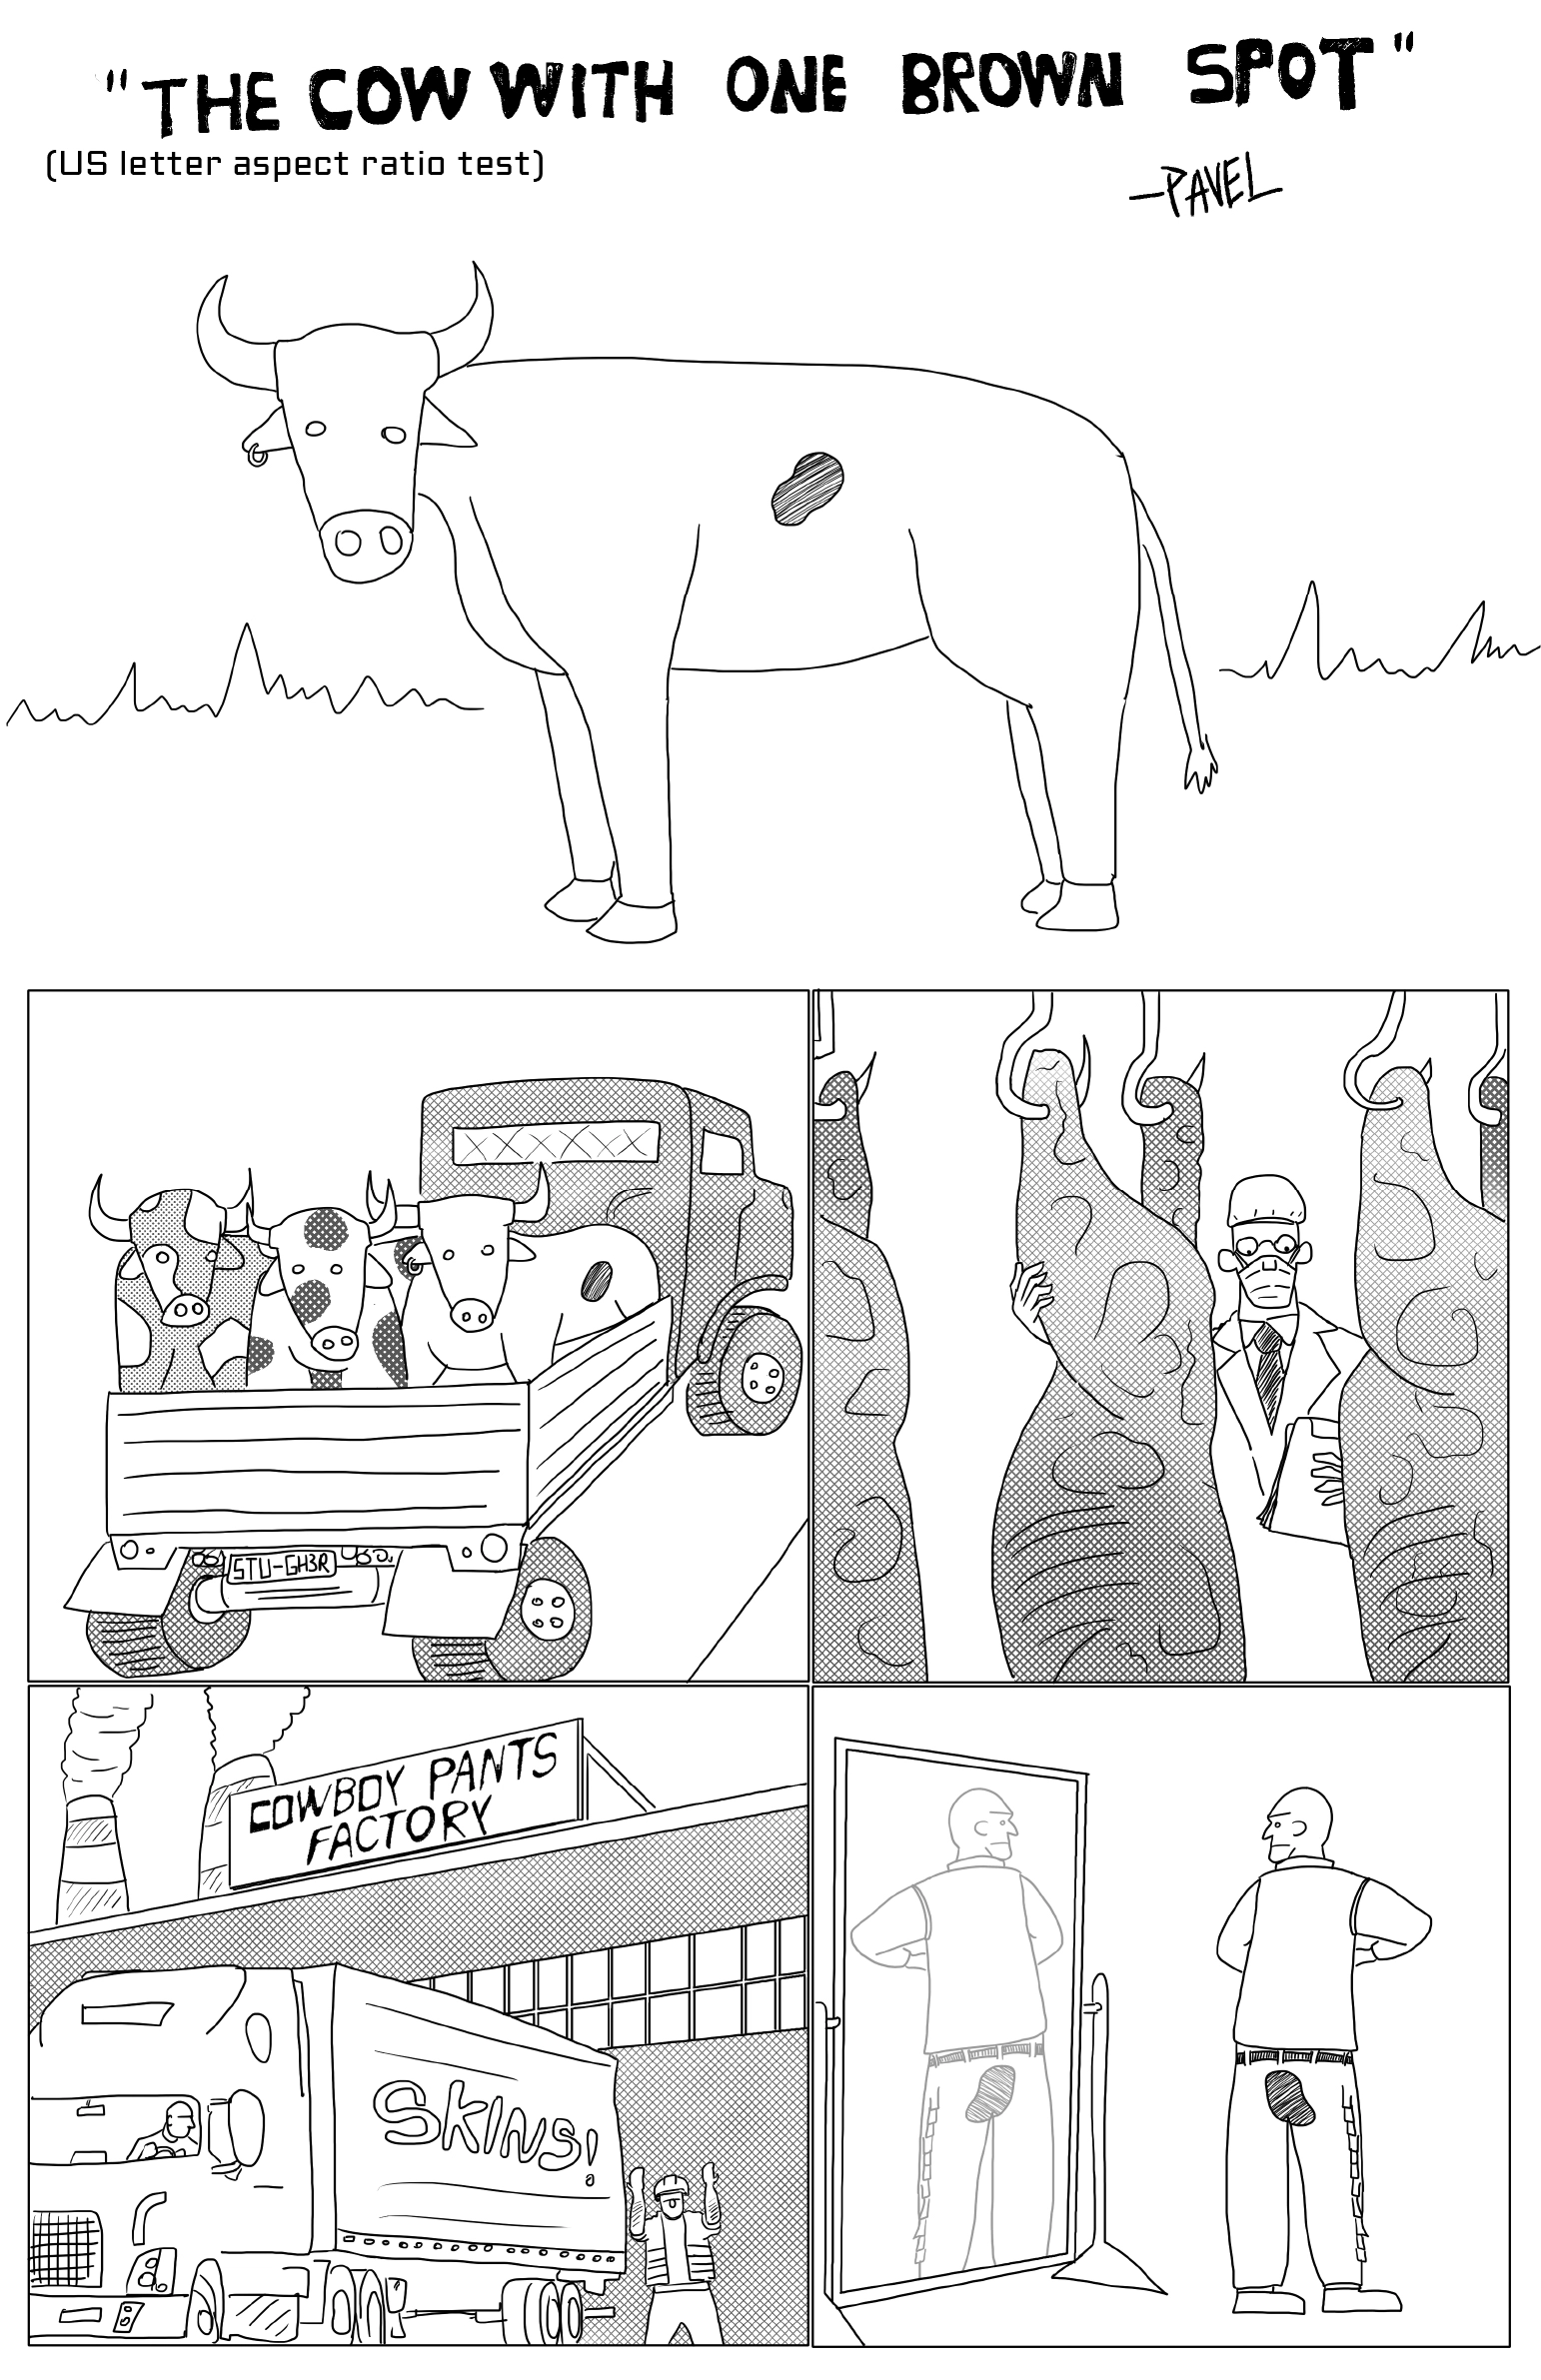 "THE COW WITH ONE BROWN SPOT"
(US letter aspect ratio test)
—PAVEL
STU-GH3R
COWBOY PANTS
FACTORY
SKINS!